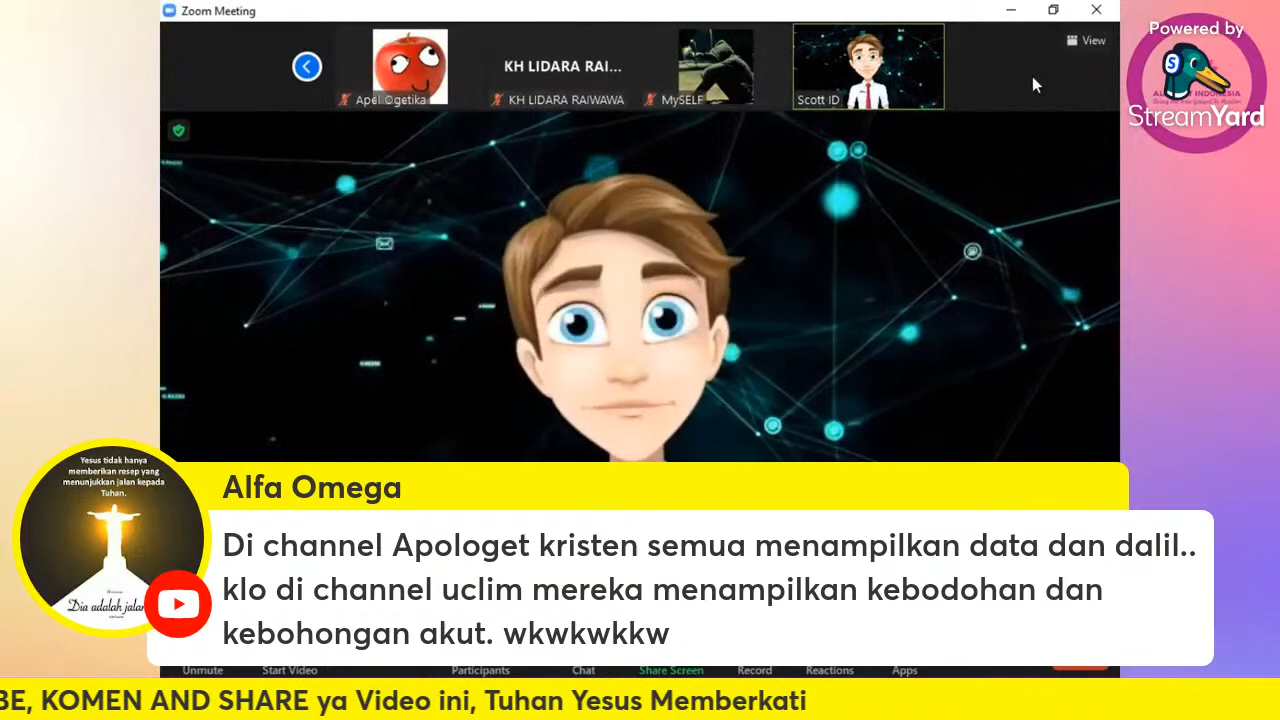 Zoom Meeting
Powered by
StreamYard
View
KH LIDARA RAI...
Apel ©getika
KH LIDARA RAIWAWA
MySELF
Scott ID
Yesus tidak hanya
memberikan resep yang
menunjukkan jalan kepada
Tuhan.
Dia adalah jalan
Alfa Omega
Di channel Apologet kristen semua menampilkan data dan dalil..
klo di channel uclim mereka menampilkan kebodohan dan
kebohongan akut. wkwkwkkw
Unmute
Start Video
Participants
Chat
Share Screen
Record
Reactions
Apps
BE, KOMEN AND SHARE ya Video ini, Tuhan Yesus Memberkati